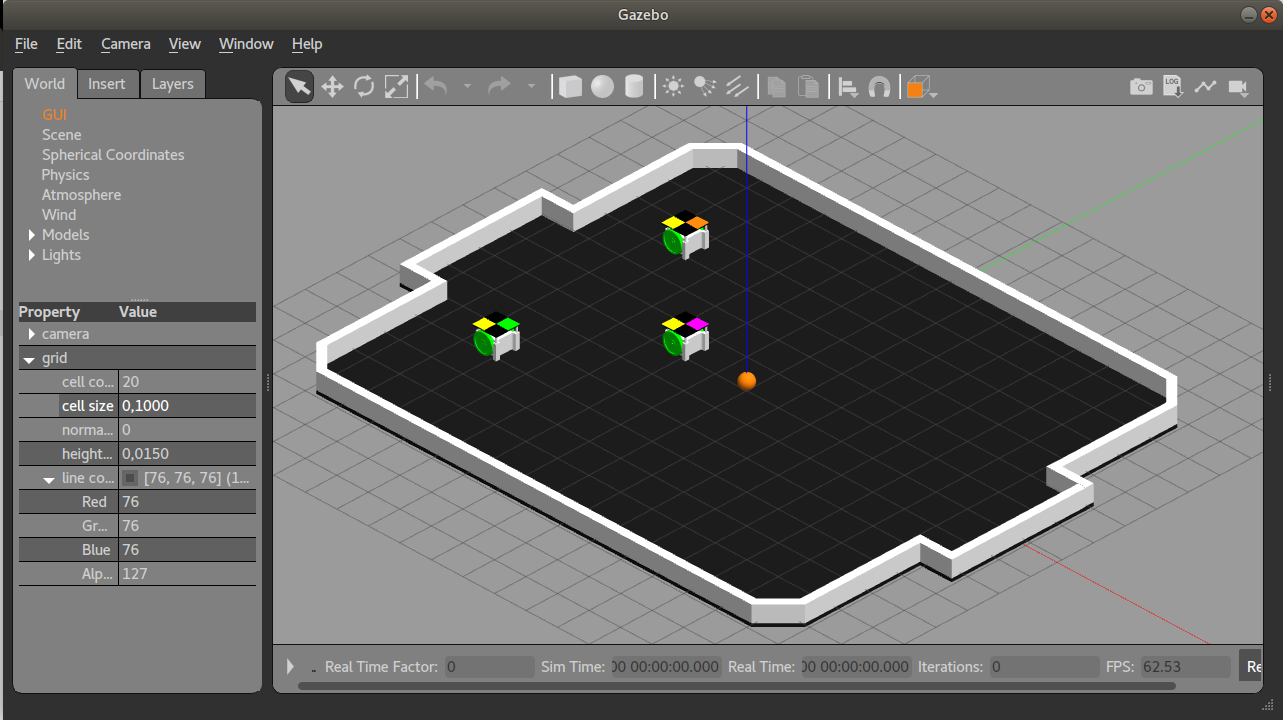 Gazebo
File Edit Camera View Window Help
World Insert Layers
LOG
GUI
Scene
Spherical Coordinates
Physics
Atmosphere
Wind
Models
Lights
Property Value
camera
grid
cell co... 20
cell size 0,1000
norma... 0
height... 0,0150
line co... [76, 76, 76] (1...
Red 76
Gr... 76
Blue 76
Alp... 127
Real Time Factor: 0 Sim Time: 00 00:00:00.000 Real Time: 00 00:00:00.000 Iterations: 0 FPS: 62.53 Re